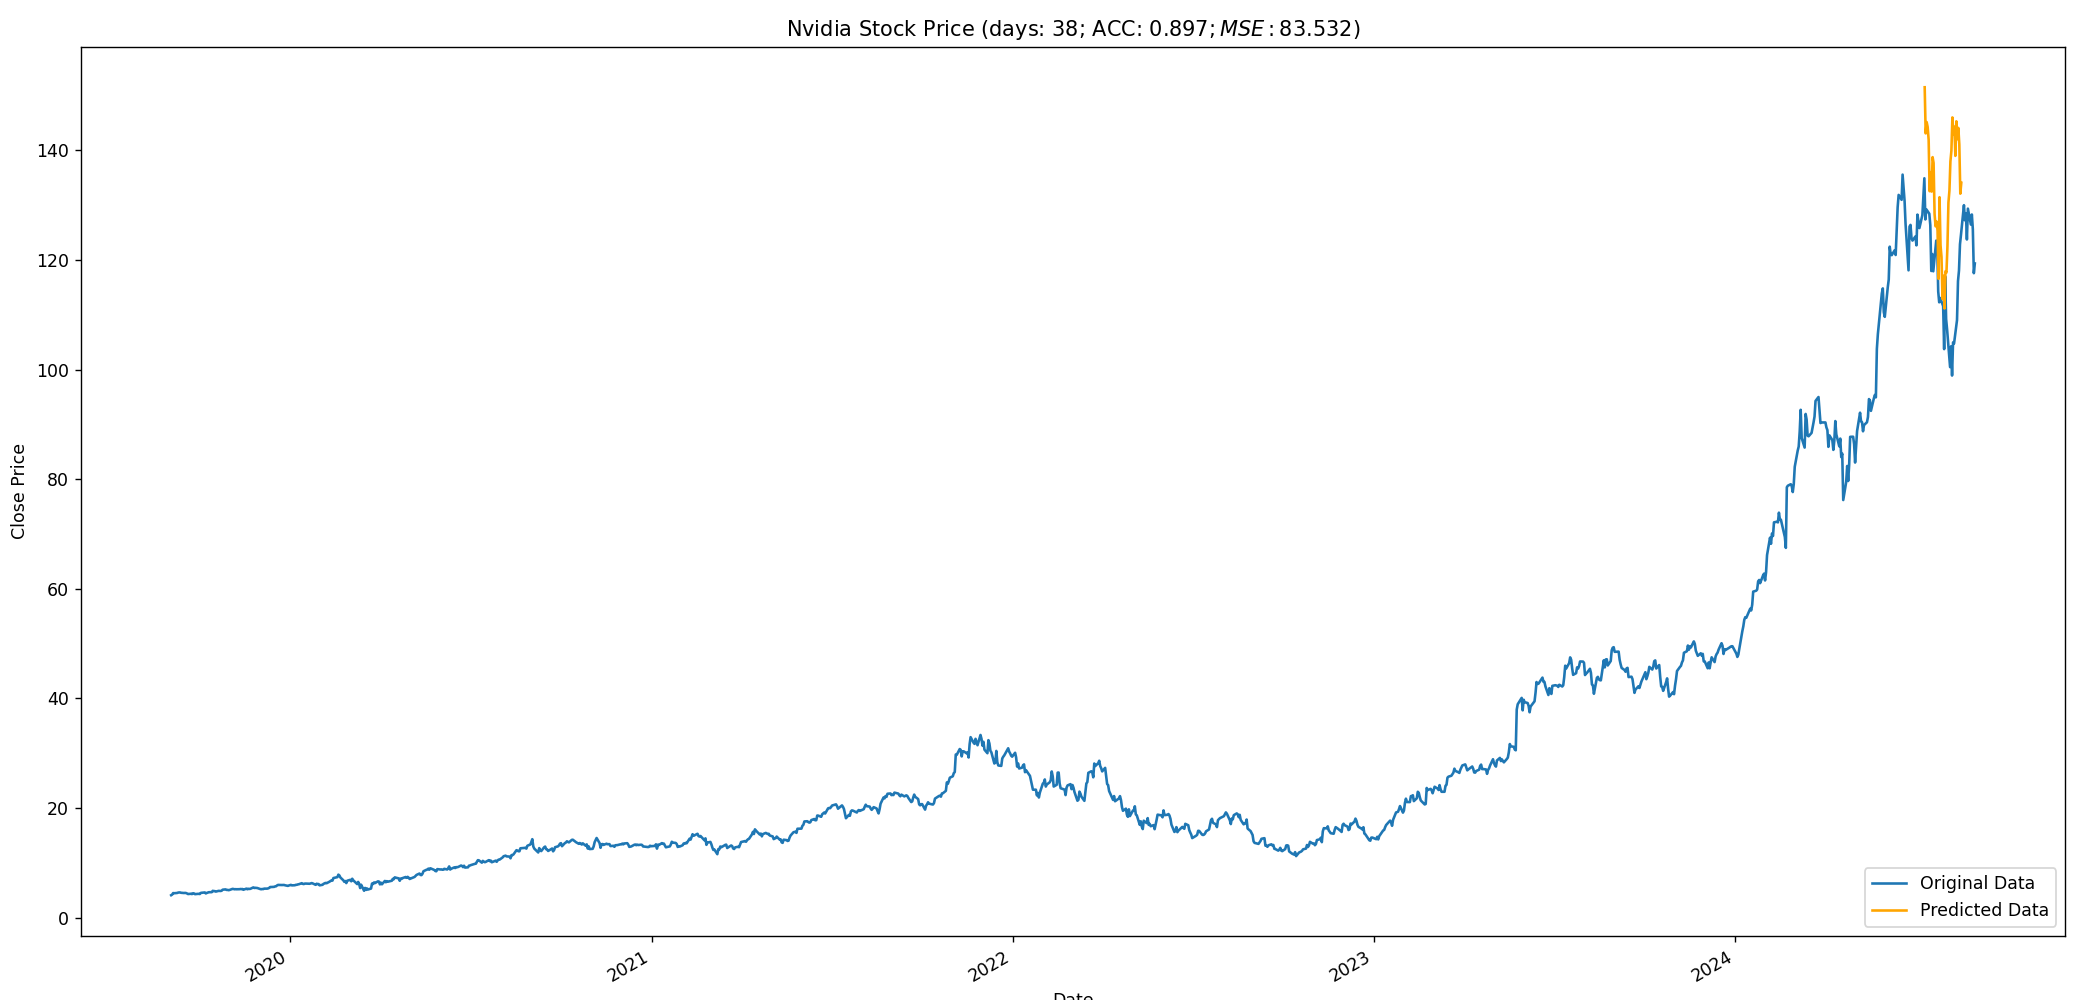 Nvidia Stock Price (days: 38; ACC: 0.897; MSE : 83.532)
140
120
100
80
60
40
20
0
Close Price
2020
2021
2022
2023
2024
Date
Original Data
Predicted Data